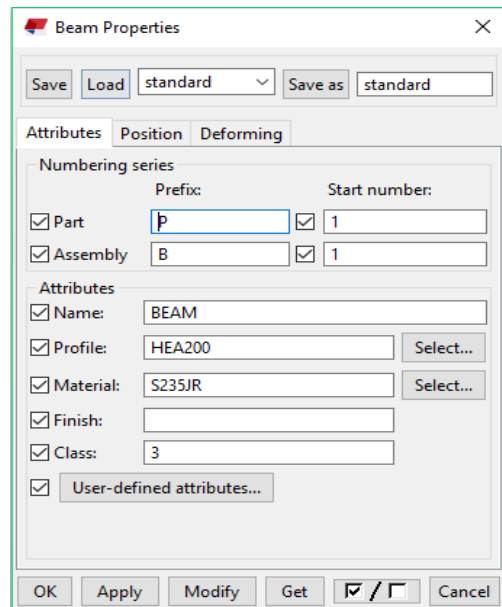 Beam Properties
Save Load standard Save as standard
Attributes Position Deforming
Numbering series
Prefix: Start number:
Part P 1
Assembly B 1
Attributes
Name: BEAM
Profile: HEA200 Select...
Material: S235JR Select...
Finish:
Class: 3
User-defined attributes...
OK Apply Modify Get / Cancel